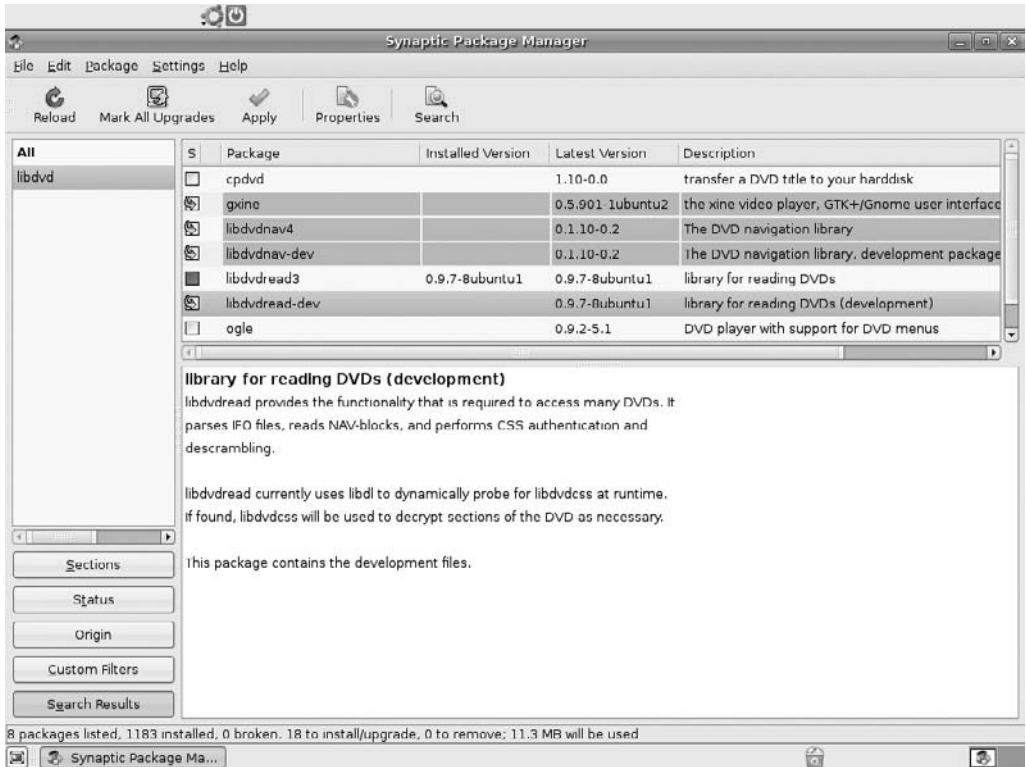 Synaptic Package Manager
File Edit Package Settings Help
Reload Mark All Upgrades Apply Properties Search
All
libdvd
S Package Installed Version Latest Version Description
cpdvd 1.10-0.0 transfer a DVD title to your harddisk
gxine 0.5.901-1ubuntu2 the xine video player, GTK+/Gnome user interface
libdvdnav4 0.1.10-0.2 The DVD navigation library
libdvdnav-dev 0.1.10-0.2 The DVD navigation library, development package
libdvdread3 0.9.7-8ubuntu1 0.9.7-8ubuntu1 library for reading DVDs
libdvdread-dev 0.9.7-8ubuntu1 library for reading DVDs (development)
ogle 0.9.2-5.1 DVD player with support for DVD menus
library for reading DVDs (development)
libdvdread provides the functionality that is required to access many DVDs. It
parses IFO files, reads NAV-blocks, and performs CSS authentication and
descrambling.
libdvdread currently uses libdl to dynamically probe for libdvdcss at runtime.
If found, libdvdcss will be used to decrypt sections of the DVD as necessary.
This package contains the development files.
Sections
Status
Origin
Custom Filters
Search Results
8 packages listed, 1183 installed, 0 broken. 18 to install/upgrade, 0 to remove; 11.3 MB will be used
Synaptic Package Ma...